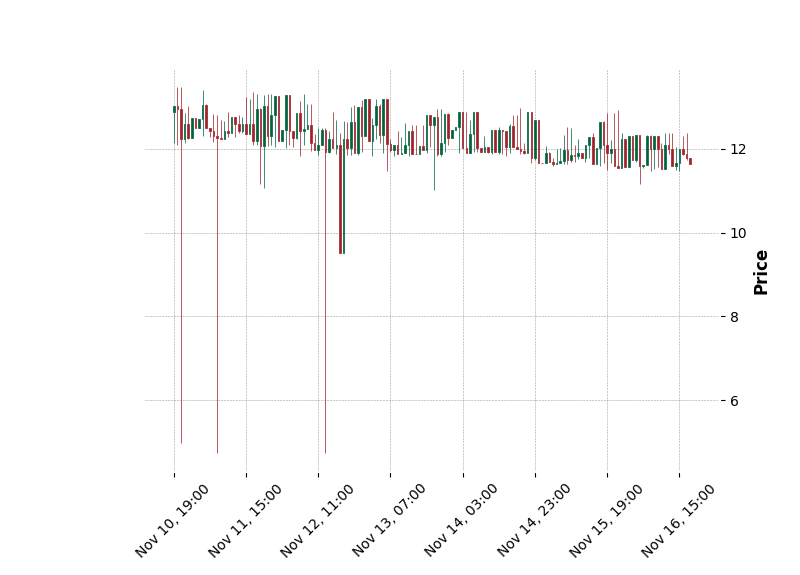 12
10
8
6
Price
Nov 10, 19:00
Nov 11, 15:00
Nov 12, 11:00
Nov 13, 07:00
Nov 14, 03:00
Nov 14, 23:00
Nov 15, 19:00
Nov 16, 15:00